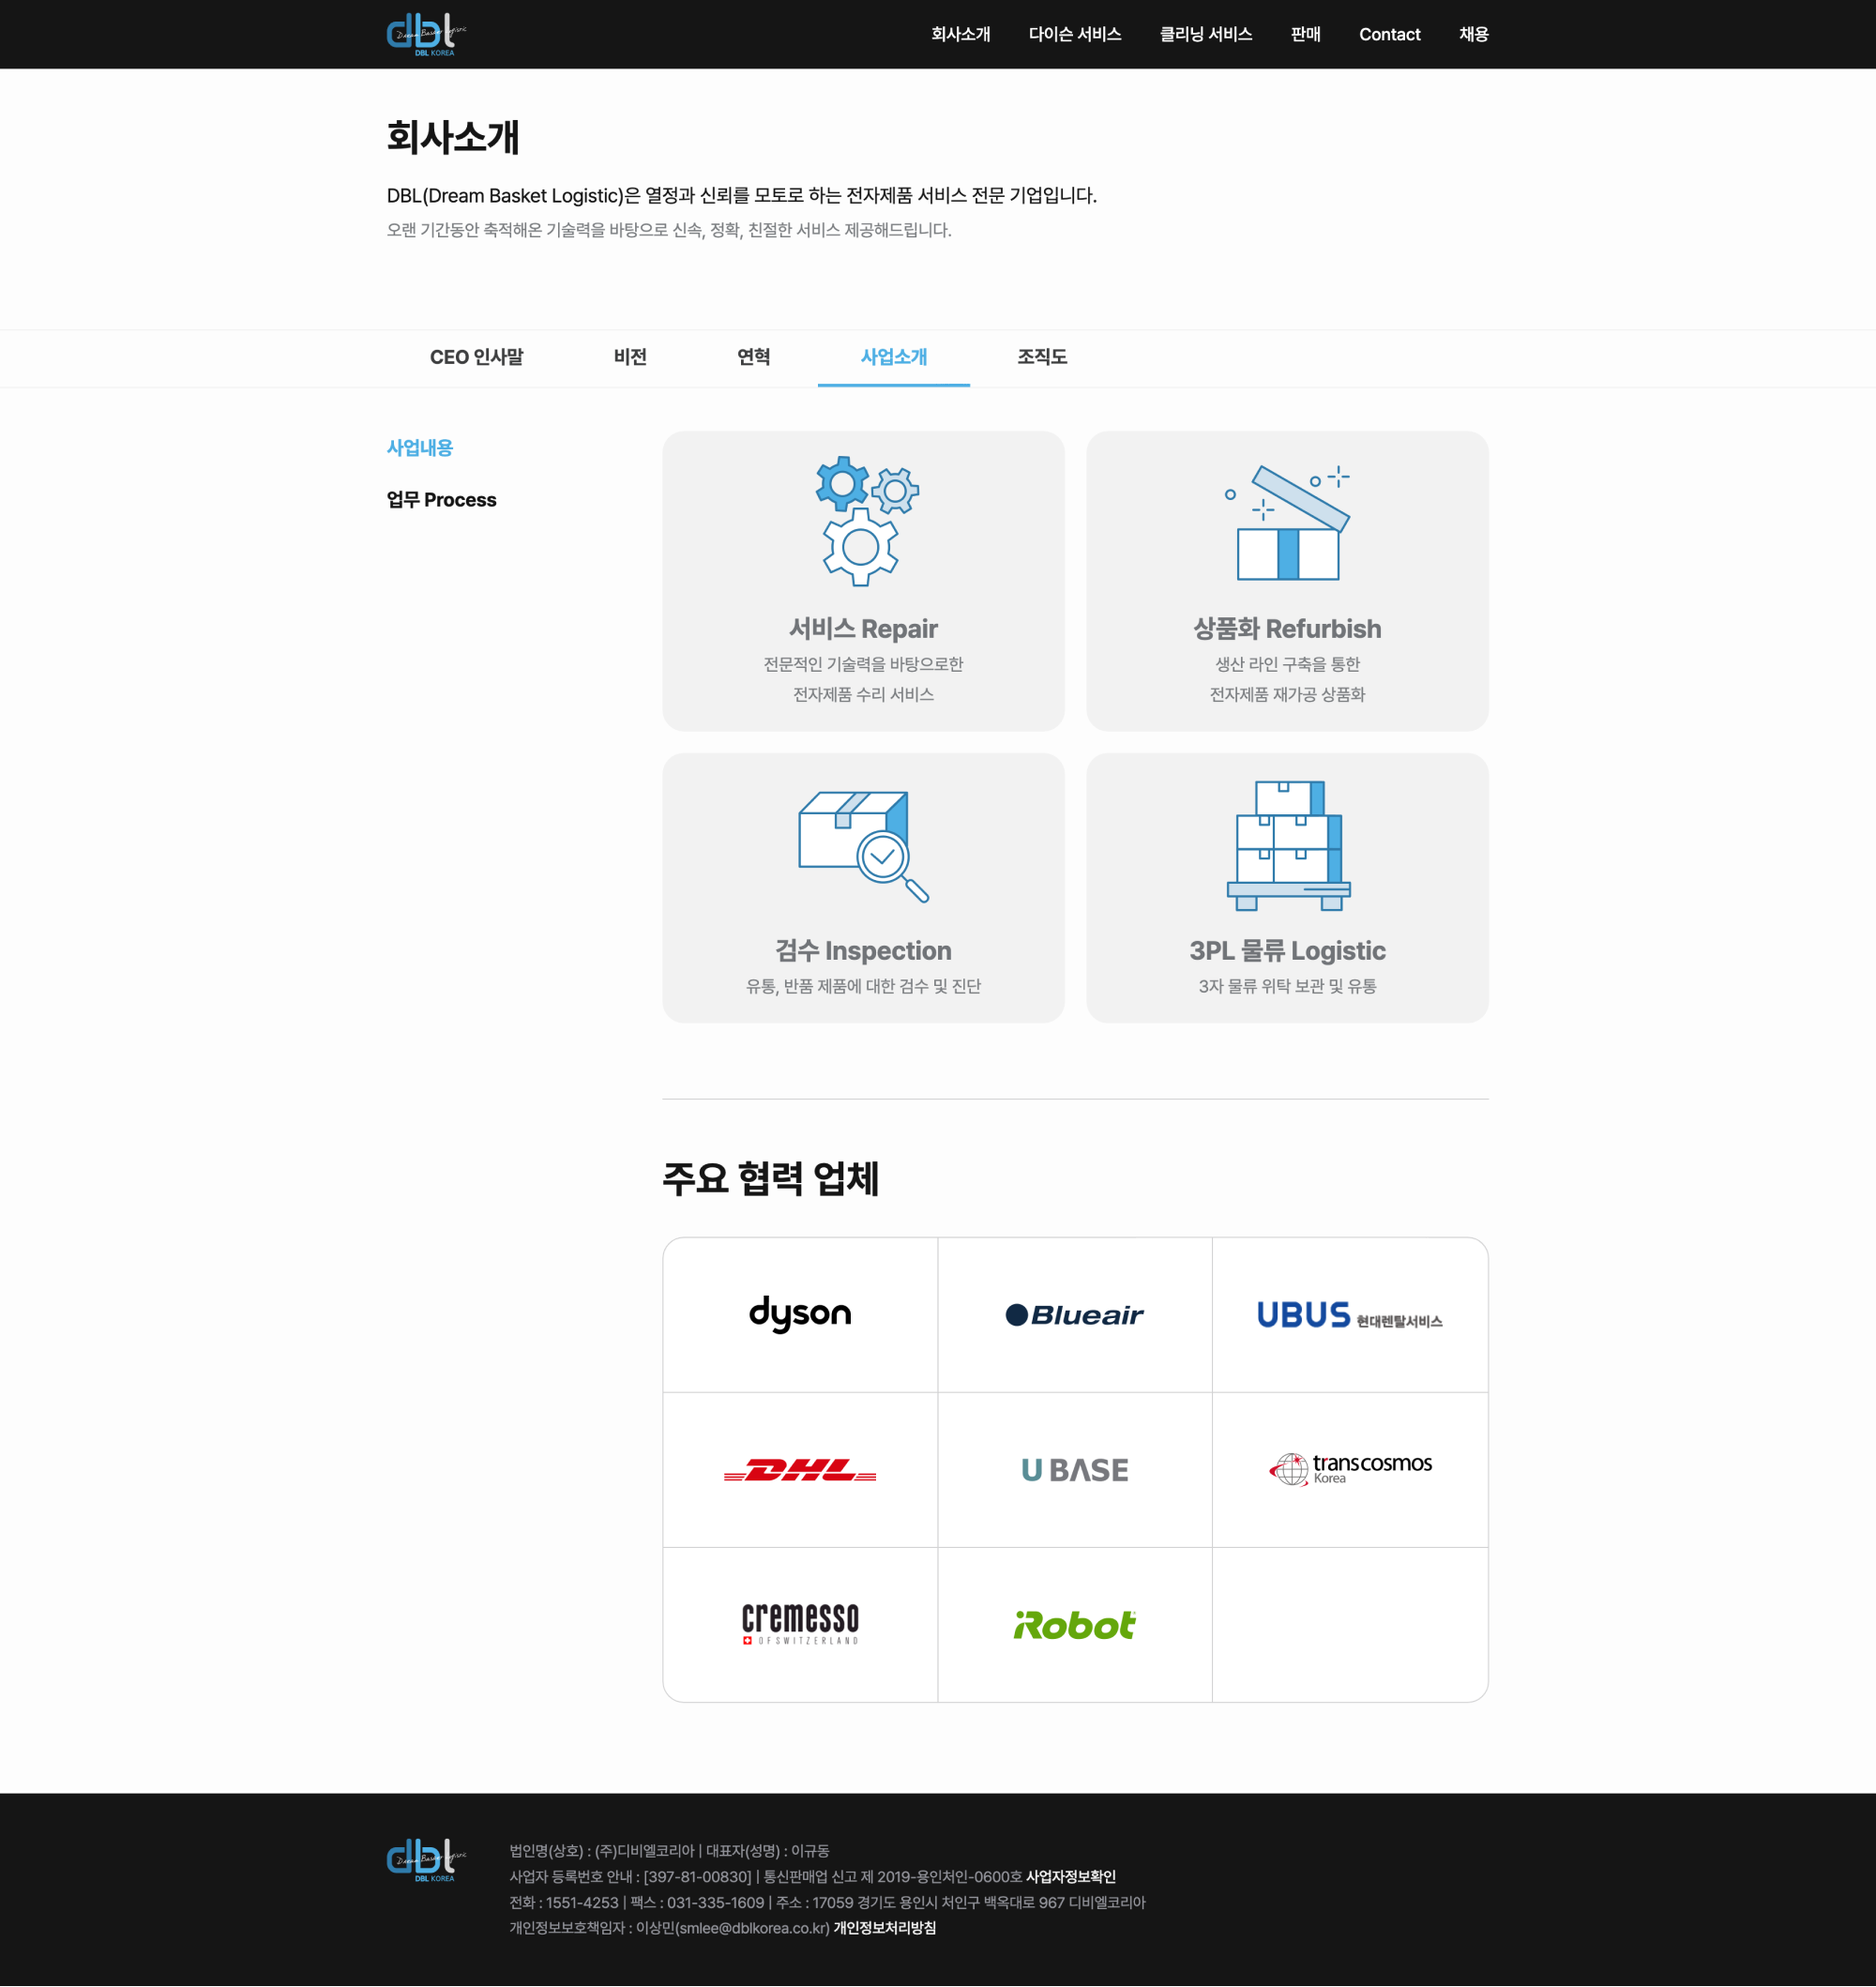 dbl
Dream Basket Logistic
DBL KOREA
회사소개 다이슨 서비스 클리닝 서비스 판매 Contact 채용
회사소개
DBL(Dream Basket Logistic)은 열정과 신뢰를 모토로 하는 전자제품 서비스 전문 기업입니다.
오랜 기간동안 축적해온 기술력을 바탕으로 신속, 정확, 친절한 서비스 제공해드립니다.
CEO 인사말 비전 연혁 사업소개 조직도
사업내용
업무 Process
서비스 Repair
전문적인 기술력을 바탕으로한
전자제품 수리 서비스
상품화 Refurbish
생산 라인 구축을 통한
전자제품 재가공 상품화
검수 Inspection
유통, 반품 제품에 대한 검수 및 진단
3PL 물류 Logistic
3자 물류 위탁 보관 및 유통
주요 협력 업체
dyson
Blueair
UBUS 현대렌탈서비스
DHL
U BASE
transcosmos
Korea
cremesso
OF SWITZERLAND
iRobot
dbl
Dream Basket Logistic
DBL KOREA
법인명(상호) : (주)디비엘코리아 | 대표자(성명) : 이규동
사업자 등록번호 안내 : [397-81-00830] | 통신판매업 신고 제 2019-용인처인-0600호 사업자정보확인
전화 : 1551-4253 | 팩스 : 031-335-1609 | 주소 : 17059 경기도 용인시 처인구 백옥대로 967 디비엘코리아
개인정보보호책임자 : 이상민(smlee@dblkorea.co.kr) 개인정보처리방침